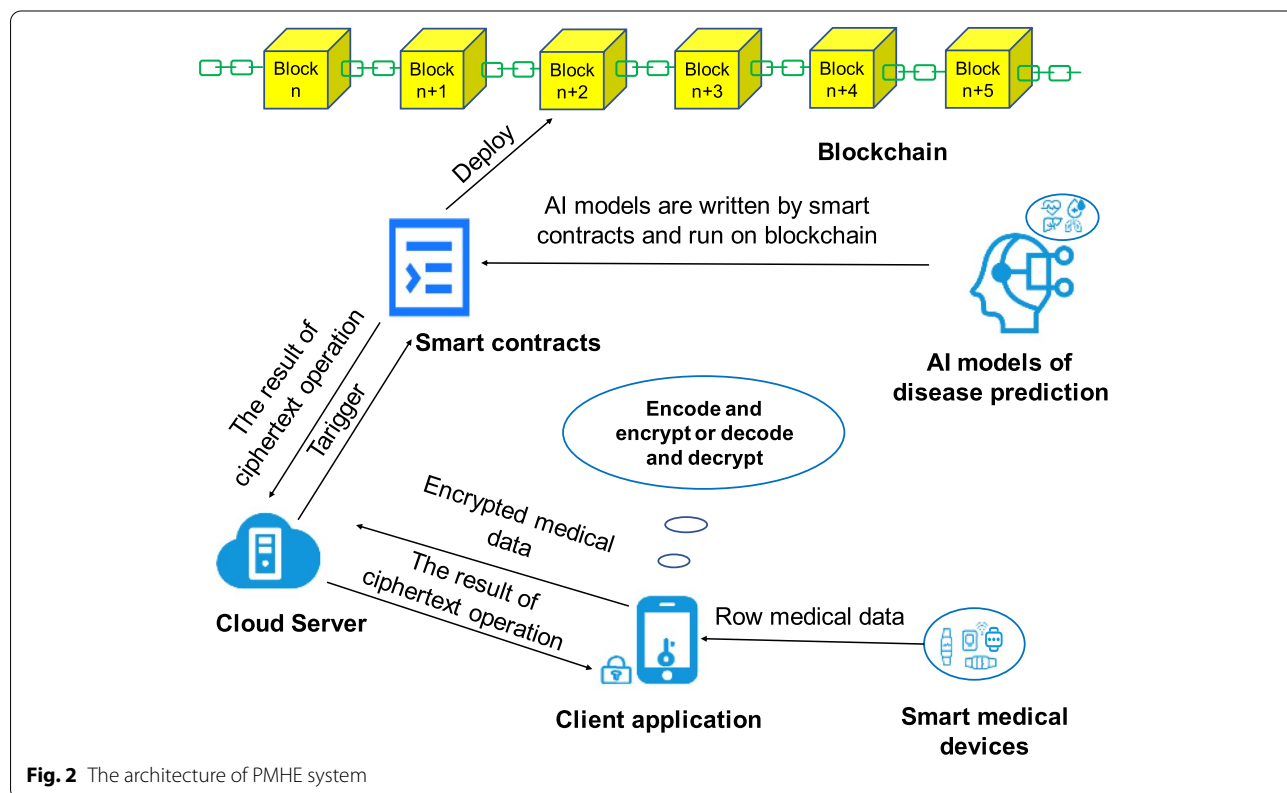 Block
n
Block
n+1
Block
n+2
Block
n+3
Block
n+4
Block
n+5
Blockchain
Deploy
AI models are written by smart
contracts and run on blockchain
Smart contracts
AI models of
disease prediction
The result of
ciphertext operation
Tarigger
Encode and
encrypt or decode
and decrypt
Encrypted medical
data
The result of
ciphertext operation
Cloud Server
Row medical data
Client application
Smart medical
devices
Fig. 2 The architecture of PMHE system